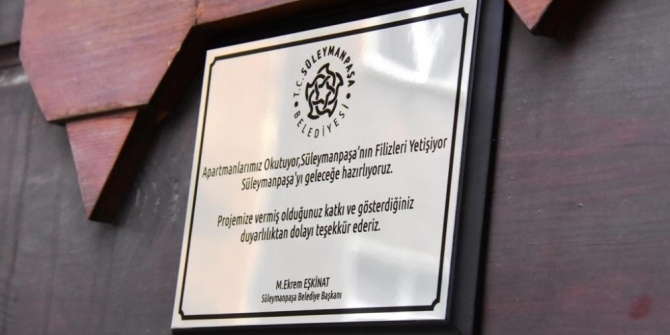 T.C. SÜLEYMANPAŞA
BELEDİYESİ
Apartmanlarımız Okutuyor,Süleymanpaşa'nın Filizleri Yetişiyor
Süleymanpaşa'yı geleceğe hazırlıyoruz.
Projemize vermiş olduğunuz katkı ve gösterdiğiniz
duyarlılıktan dolayı teşekkür ederiz.
M.Ekrem EŞKİNAT
Süleymanpaşa Belediye Başkanı